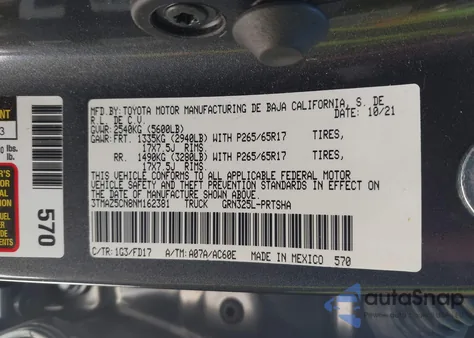 MFD.BY: TOYOTA MOTOR MANUFACTURING DE BAJA CALIFORNIA, S. DE
R.L. DE C.V. DATE: 10/21
GVWR: 2540KG (5600LB)
GAWR: FRT. 1335KG (2940LB) WITH P265/65R17 TIRES,
17X7.5J RIMS.
RR. 1490KG (3280LB) WITH P265/65R17 TIRES,
17X7.5J RIMS.
THIS VEHICLE CONFORMS TO ALL APPLICABLE FEDERAL MOTOR
VEHICLE SAFETY AND THEFT PREVENTION STANDARDS IN EFFECT ON
THE DATE OF MANUFACTURE SHOWN ABOVE.
3TMAZ5CN8NM162381 TRUCK GRN325L-PRTSHA
C/TR: 1G3/FD17 A/TM: A07A/AC60E MADE IN MEXICO 570
570
3
lbs.
lb.
autoSnap